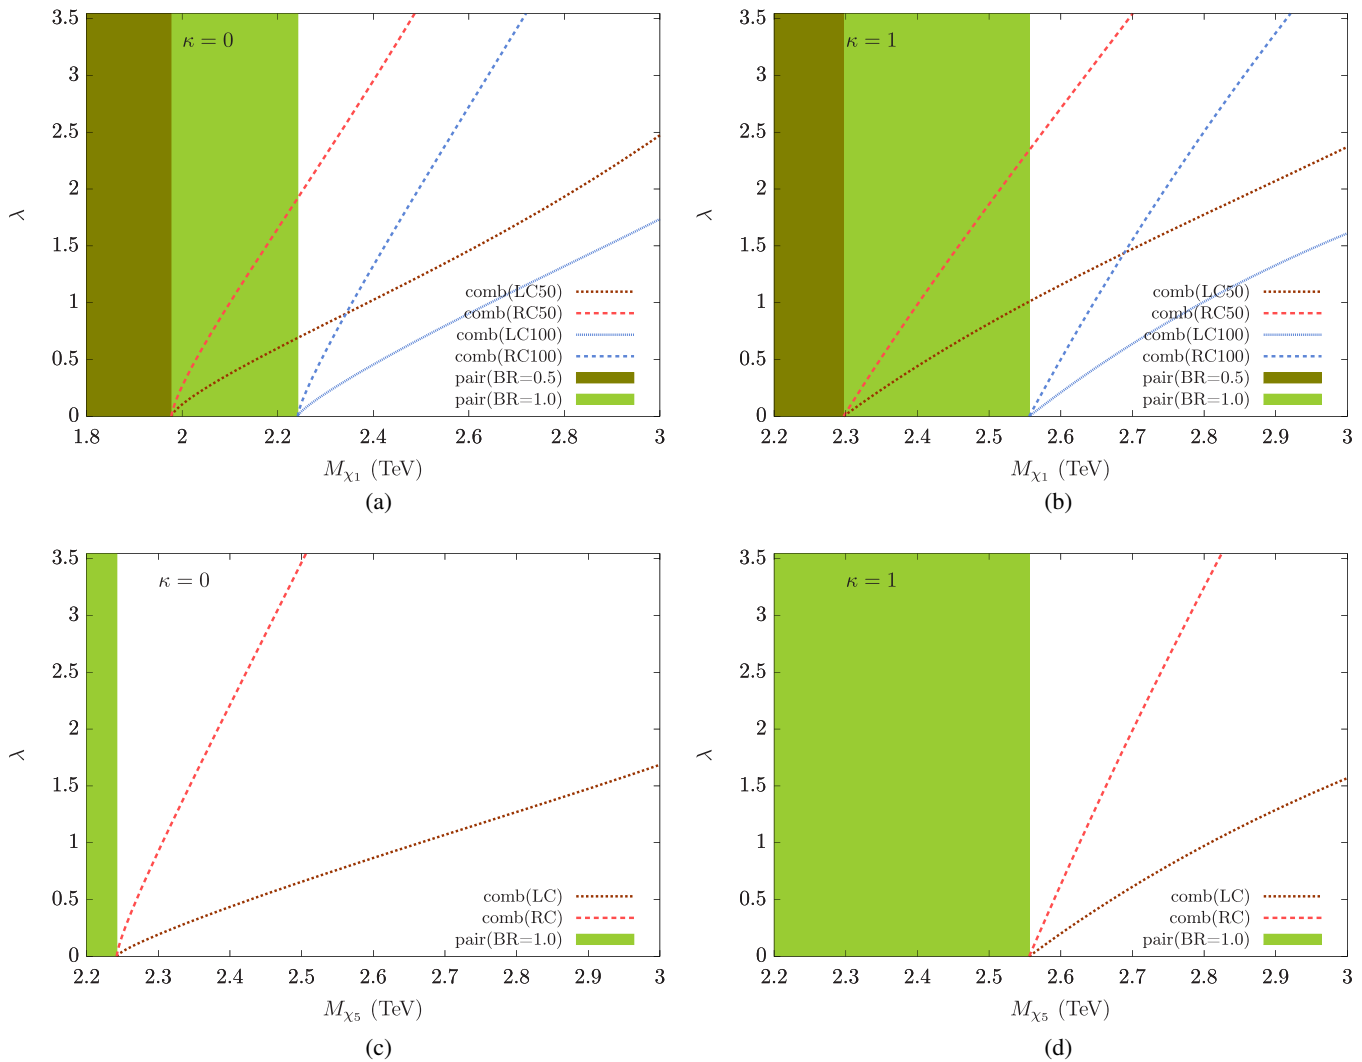 3.5
3
2.5
2
1.5
1
0.5
0
λ
κ = 0
comb(LC50)
comb(RC50)
comb(LC100)
comb(RC100)
pair(BR=0.5)
pair(BR=1.0)
1.8 2 2.2 2.4 2.6 2.8 3
M_{χ_1} (TeV)
(a)
3.5
3
2.5
2
1.5
1
0.5
0
λ
κ = 1
comb(LC50)
comb(RC50)
comb(LC100)
comb(RC100)
pair(BR=0.5)
pair(BR=1.0)
2.2 2.3 2.4 2.5 2.6 2.7 2.8 2.9 3
M_{χ_1} (TeV)
(b)
3.5
3
2.5
2
1.5
1
0.5
0
λ
κ = 0
comb(LC)
comb(RC)
pair(BR=1.0)
2.2 2.3 2.4 2.5 2.6 2.7 2.8 2.9 3
M_{χ_5} (TeV)
(c)
3.5
3
2.5
2
1.5
1
0.5
0
λ
κ = 1
comb(LC)
comb(RC)
pair(BR=1.0)
2.2 2.3 2.4 2.5 2.6 2.7 2.8 2.9 3
M_{χ_5} (TeV)
(d)